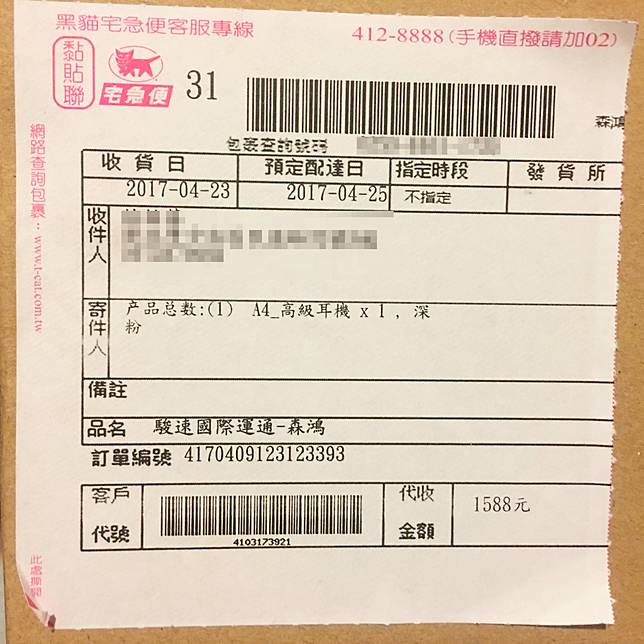 黑貓宅急便客服專線 412-8888(手機直撥請加02)
黏貼聯
宅急便
31
森鴻
網路查詢包裹：www.t-cat.com.tw
包裹查詢號碼
收貨日 預定配達日 指定時段 發貨所
2017-04-23 2017-04-25 不指定
收件人
寄件人
产品总数:(1) A4_高級耳機 x 1 , 深
粉
備註
品名 駿速國際運通-森鴻
訂單編號 4170409123123393
客戶代號
4103173921
代收金額
1588元
此處撕開